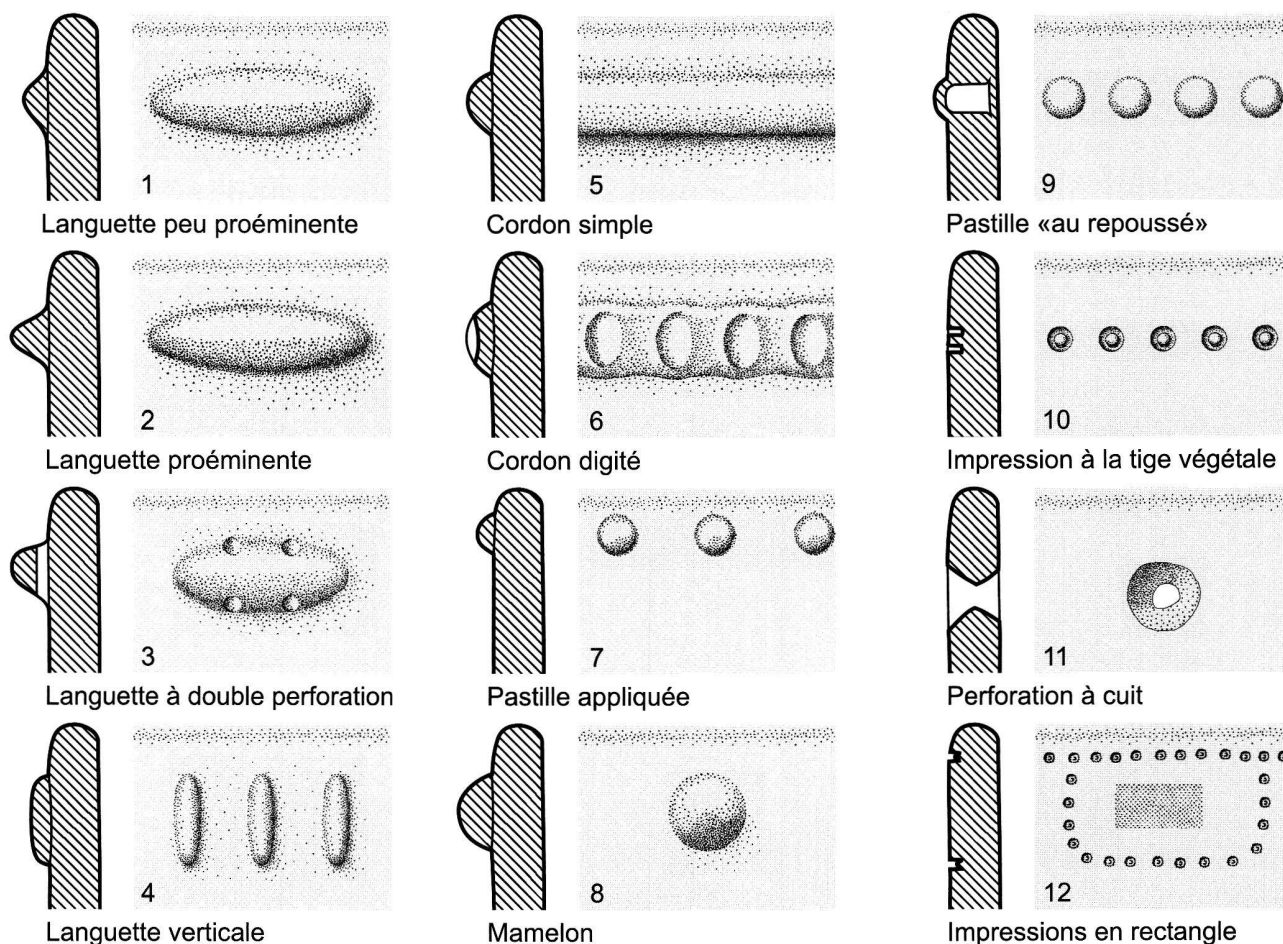 1
Languette peu proéminente
2
Languette proéminente
3
Languette à double perforation
4
Languette verticale
5
Cordon simple
6
Cordon digité
7
Pastille appliquée
8
Mamelon
9
Pastille «au repoussé»
10
Impression à la tige végétale
11
Perforation à cuit
12
Impressions en rectangle